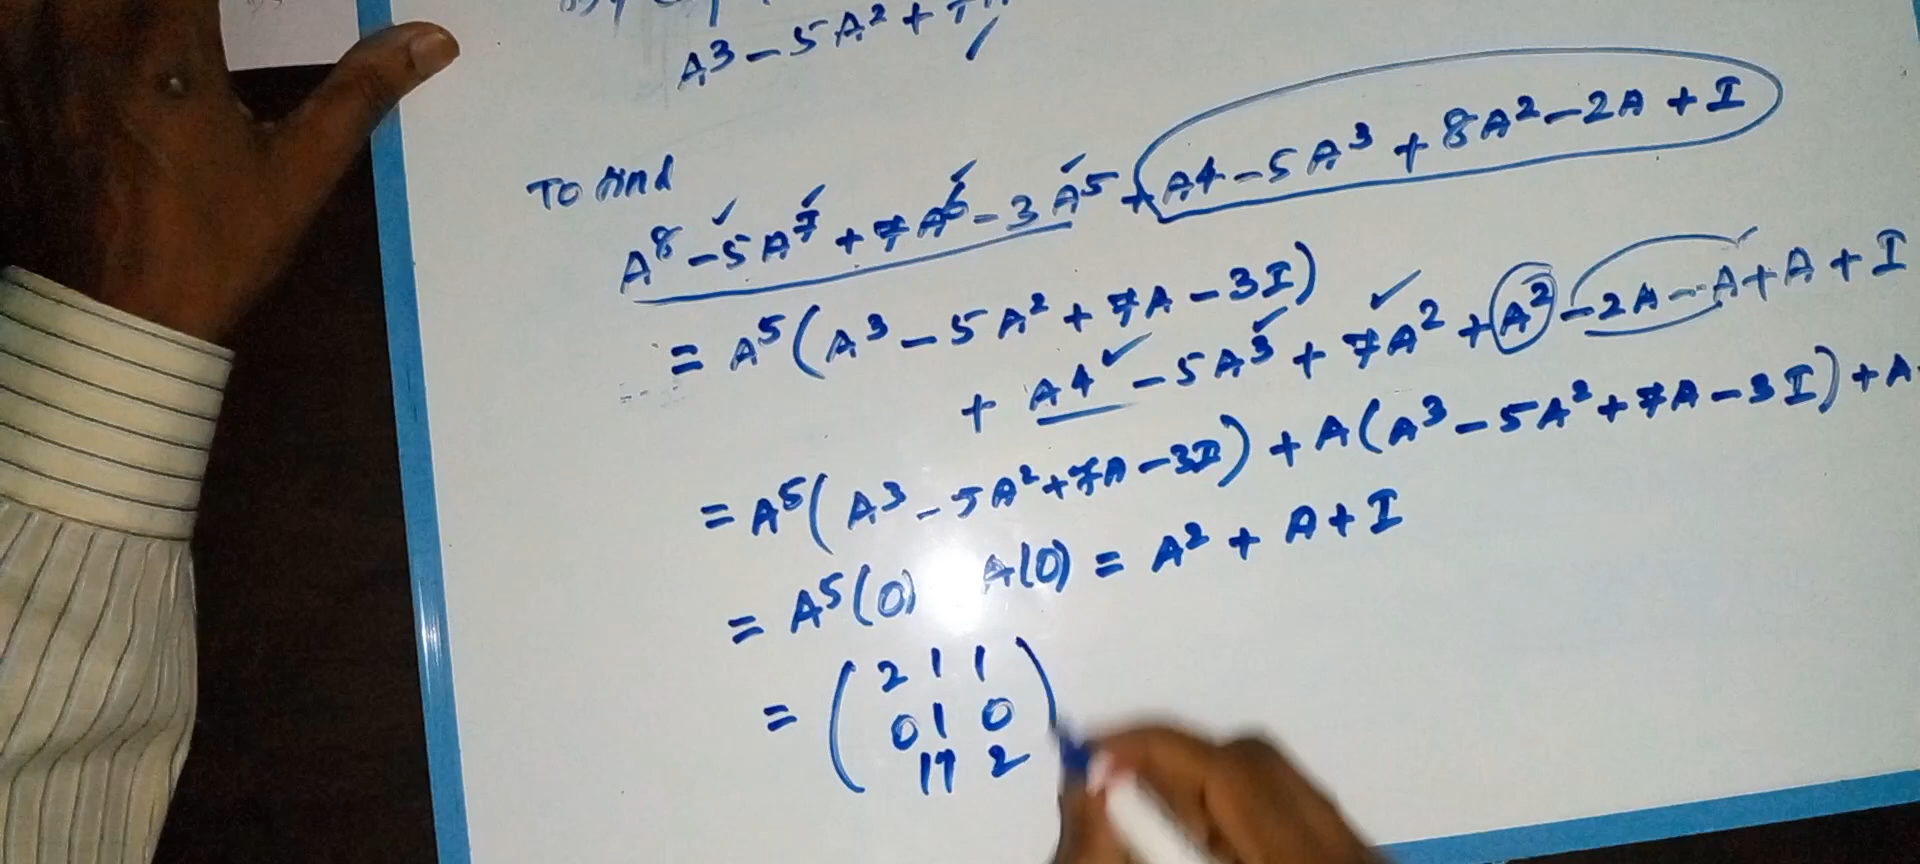 A³ - 5A² + 7A
To find
A⁸ - 5A⁷ + 7A⁶ - 3A⁵ + A4 - 5A³ + 8A² - 2A + I
= A⁵(A³ - 5A² + 7A - 3I)
+ A4 - 5A³ + 7A² + A² - 2A - A + A + I
= A⁵(A³ - 5A² + 7A - 3I) + A(A³ - 5A² + 7A - 3I) + A
= A⁵(0) A(0) = A² + A + I
= (2 1 1
0 1 0
1 1 2)